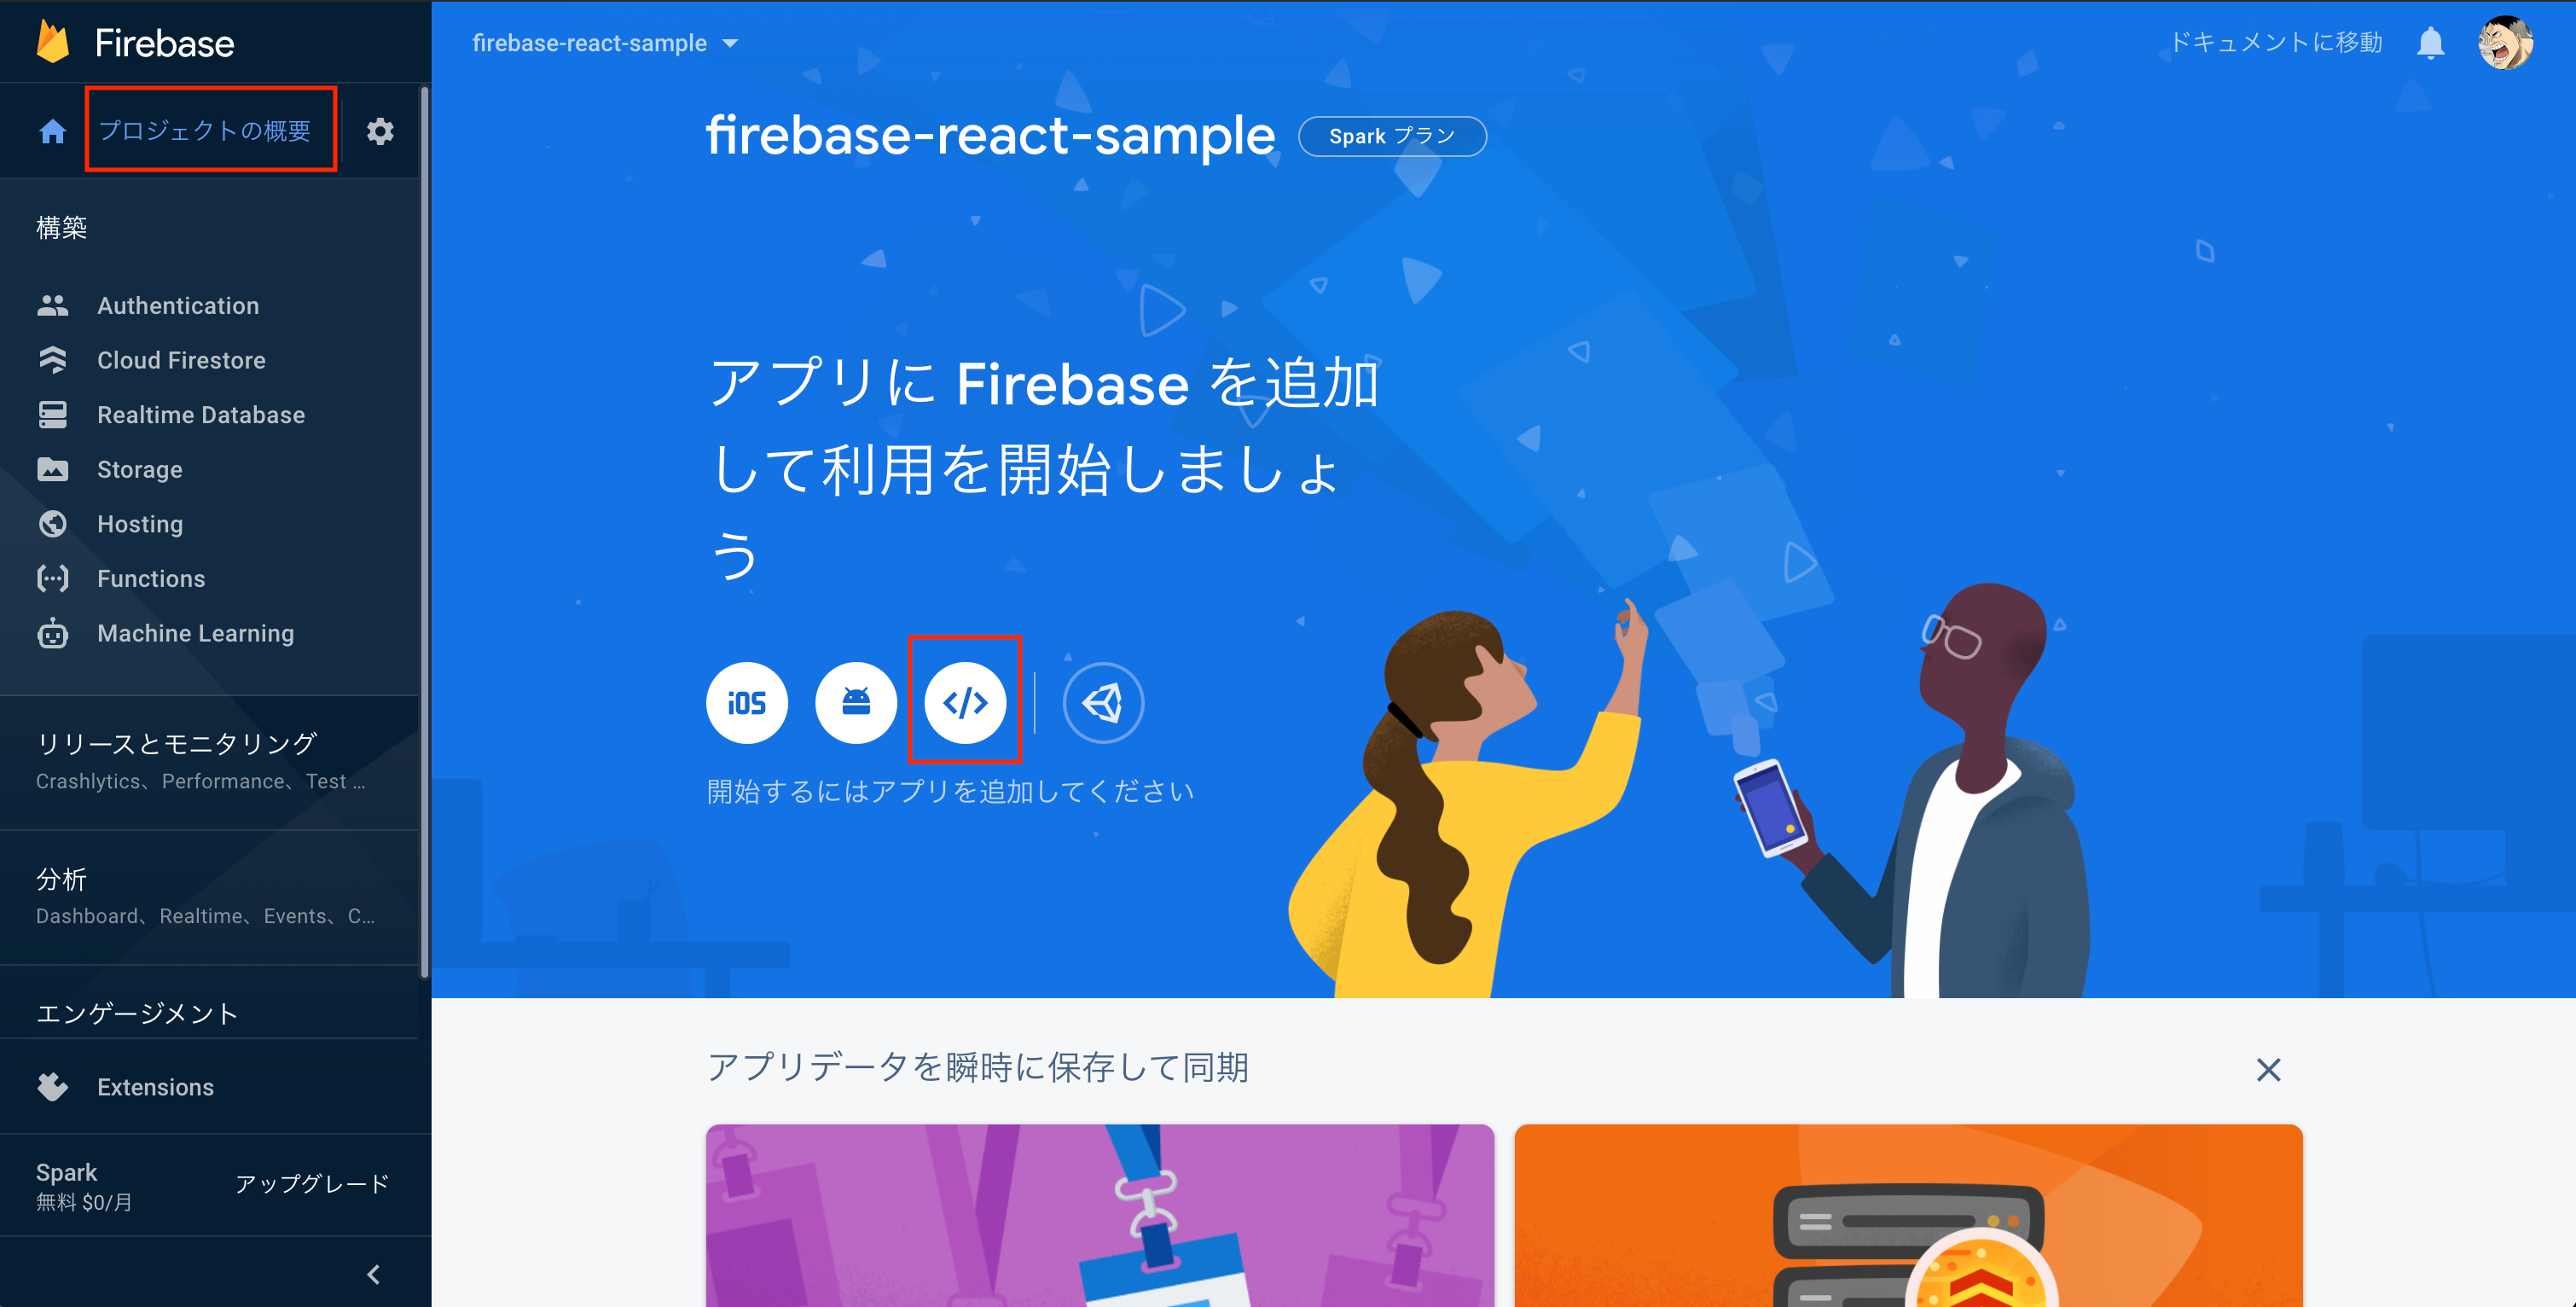 Firebase
firebase-react-sample
ドキュメントに移動
プロジェクトの概要
構築
Authentication
Cloud Firestore
Realtime Database
Storage
Hosting
Functions
Machine Learning
リリースとモニタリング
Crashlytics、Performance、Test ...
分析
Dashboard、Realtime、Events、C...
エンゲージメント
Extensions
Spark
無料 $0/月
アップグレード
firebase-react-sample
Spark プラン
アプリに Firebase を追加
して利用を開始しましょ
う
iOS
</>
開始するにはアプリを追加してください
アプリデータを瞬時に保存して同期